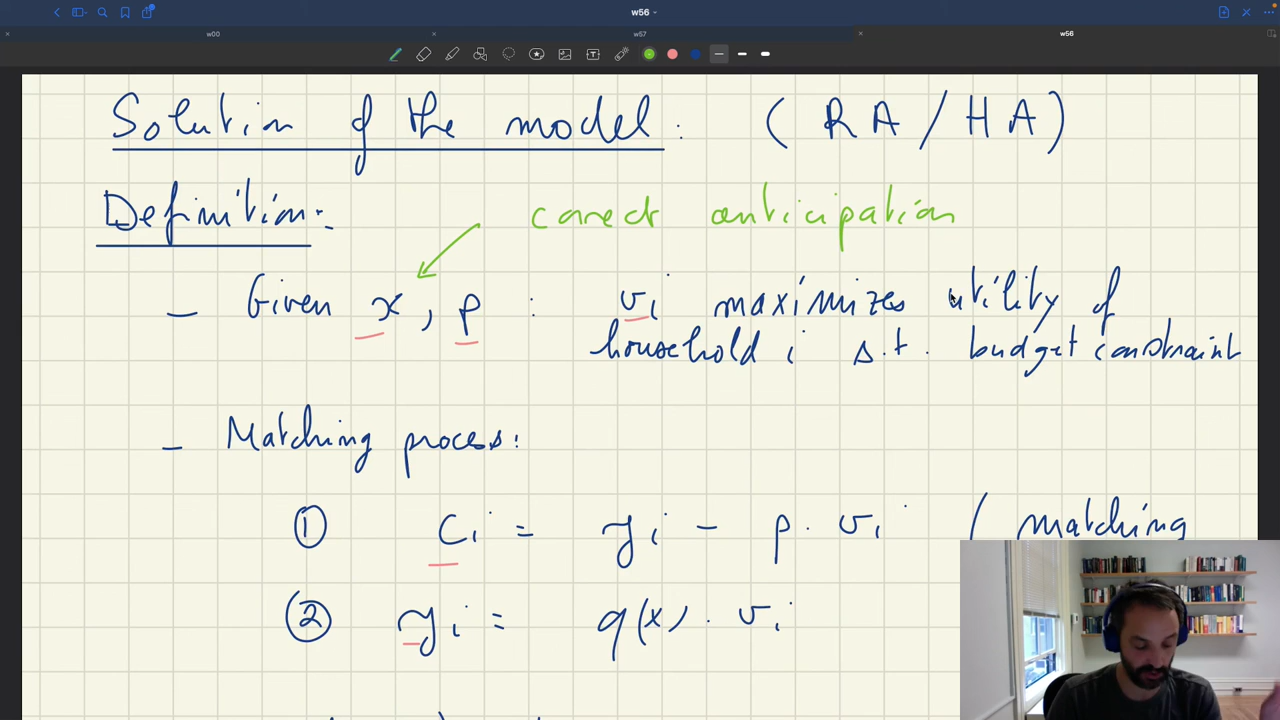 w56
w00
w57
w56
Solution of the model : ( RA / HA )
Definition :
correct anticipation
- Given x , p : vi maximizes utility of
household i s.t. budget constraint
- Matching process :
① ci = yi - p . vi ( matching
② yi = q(x) . vi